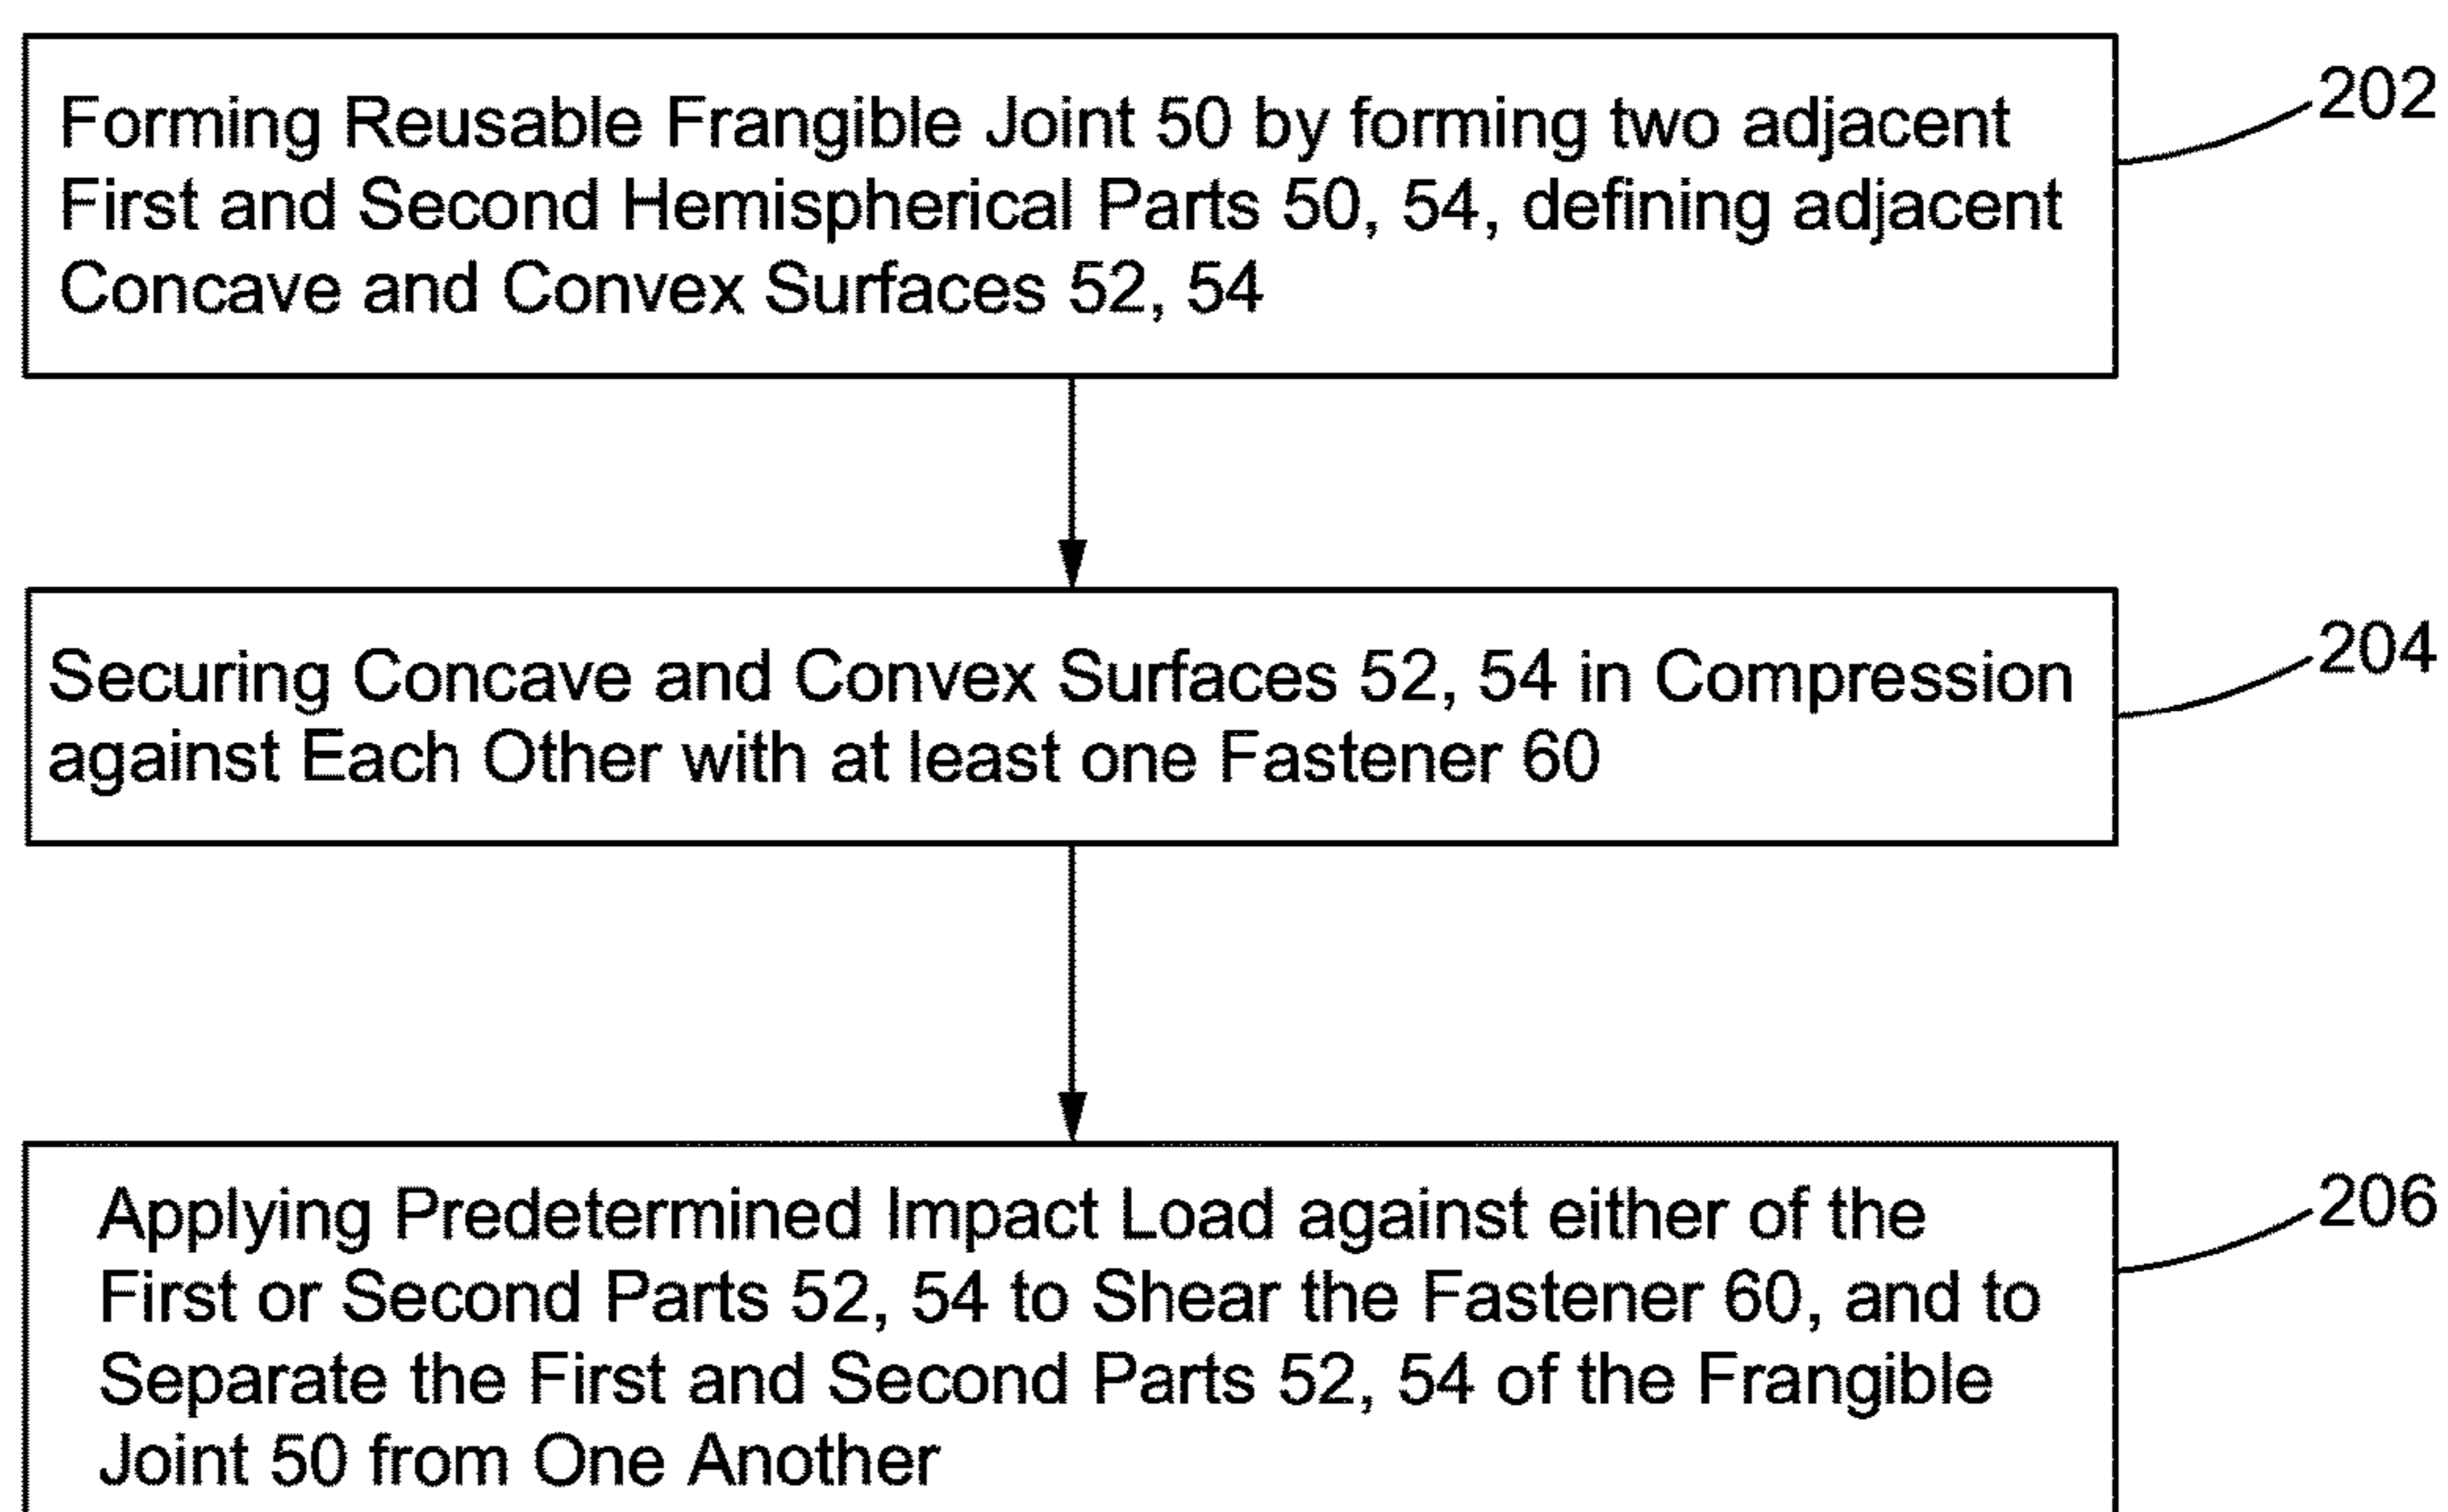 Forming Reusable Frangible Joint 50 by forming two adjacent
First and Second Hemispherical Parts 50, 54, defining adjacent
Concave and Convex Surfaces 52, 54
202
Securing Concave and Convex Surfaces 52, 54 in Compression
against Each Other with at least one Fastener 60
204
Applying Predetermined Impact Load against either of the
First or Second Parts 52, 54 to Shear the Fastener 60, and to
Separate the First and Second Parts 52, 54 of the Frangible
Joint 50 from One Another
206